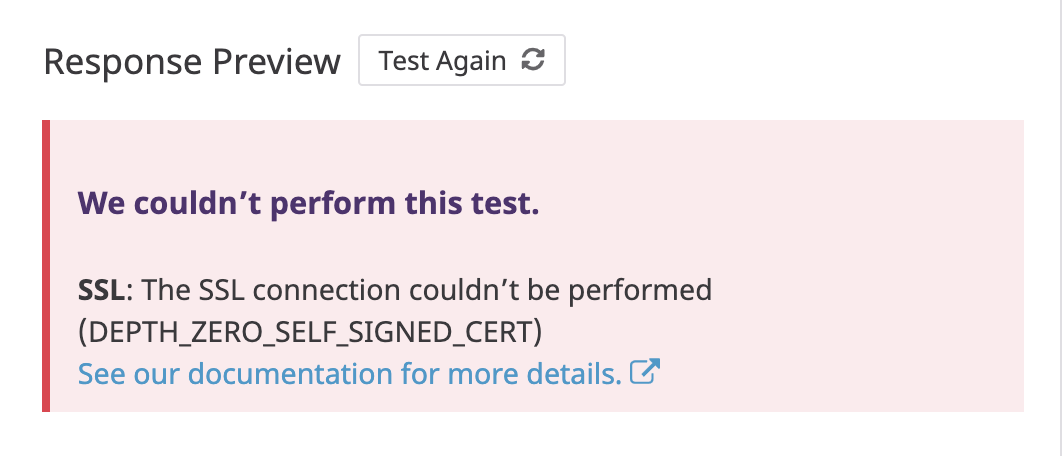 Response Preview
Test Again
We couldn’t perform this test.
SSL: The SSL connection couldn’t be performed
(DEPTH_ZERO_SELF_SIGNED_CERT)
See our documentation for more details.